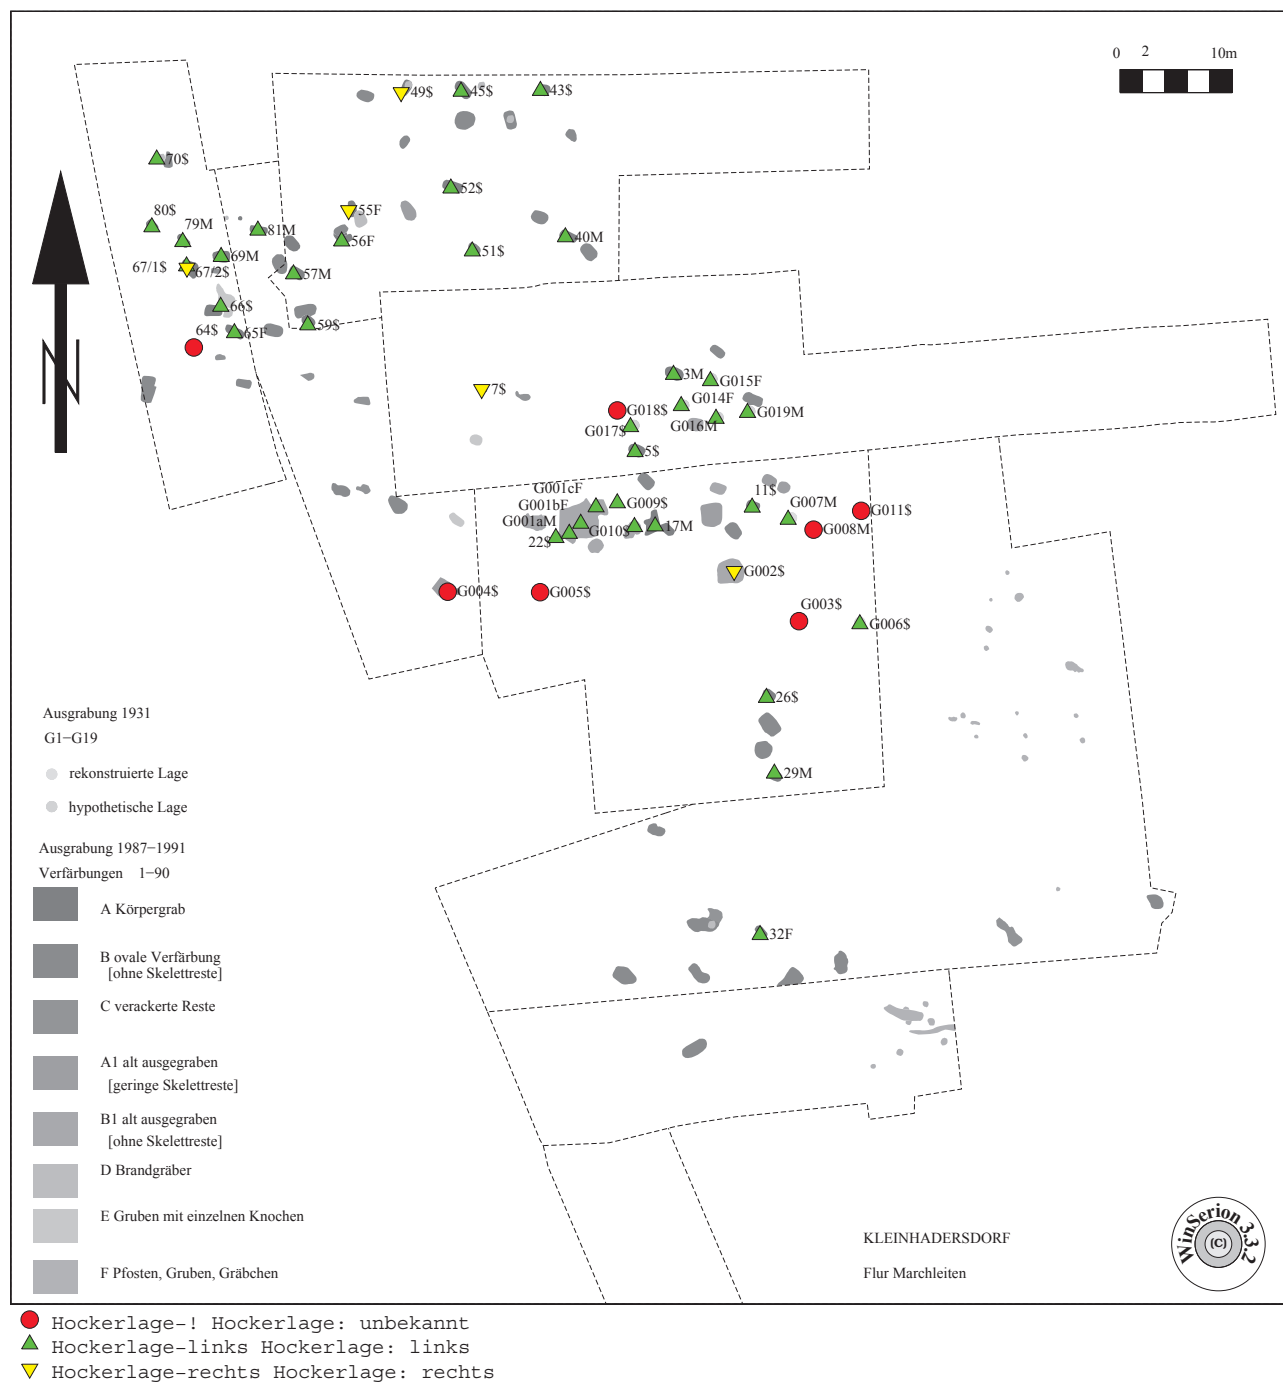 0 2 10m
49$ 45$ 43$
70$
52$
80$ 55F
79M 81M 56F 40M
69M 51$
67/1$ 67/2$ 57M
66$
64$ 65F 59$
N
3M G015F
7$ G014F
G018$ G019M
G017$ G016M
5$
G001cF 11$
G001bF G009$ G007M
G001aM G010$ 17M G011$
22$ G008M
G002$
G004$ G005$ G003$
G006$
26$
29M
32F
Ausgrabung 1931
G1−G19
rekonstruierte Lage
hypothetische Lage
Ausgrabung 1987−1991
Verfärbungen 1−90
A Körpergrab
B ovale Verfärbung
[ohne Skelettreste]
C verackerte Reste
A1 alt ausgegraben
[geringe Skelettreste]
B1 alt ausgegraben
[ohne Skelettreste]
D Brandgräber
E Gruben mit einzelnen Knochen
F Pfosten, Gruben, Gräbchen
KLEINHADERSDORF
Flur Marchleiten
WinSerion 3.3.2
(C)
Hockerlage-! Hockerlage: unbekannt
Hockerlage-links Hockerlage: links
Hockerlage-rechts Hockerlage: rechts